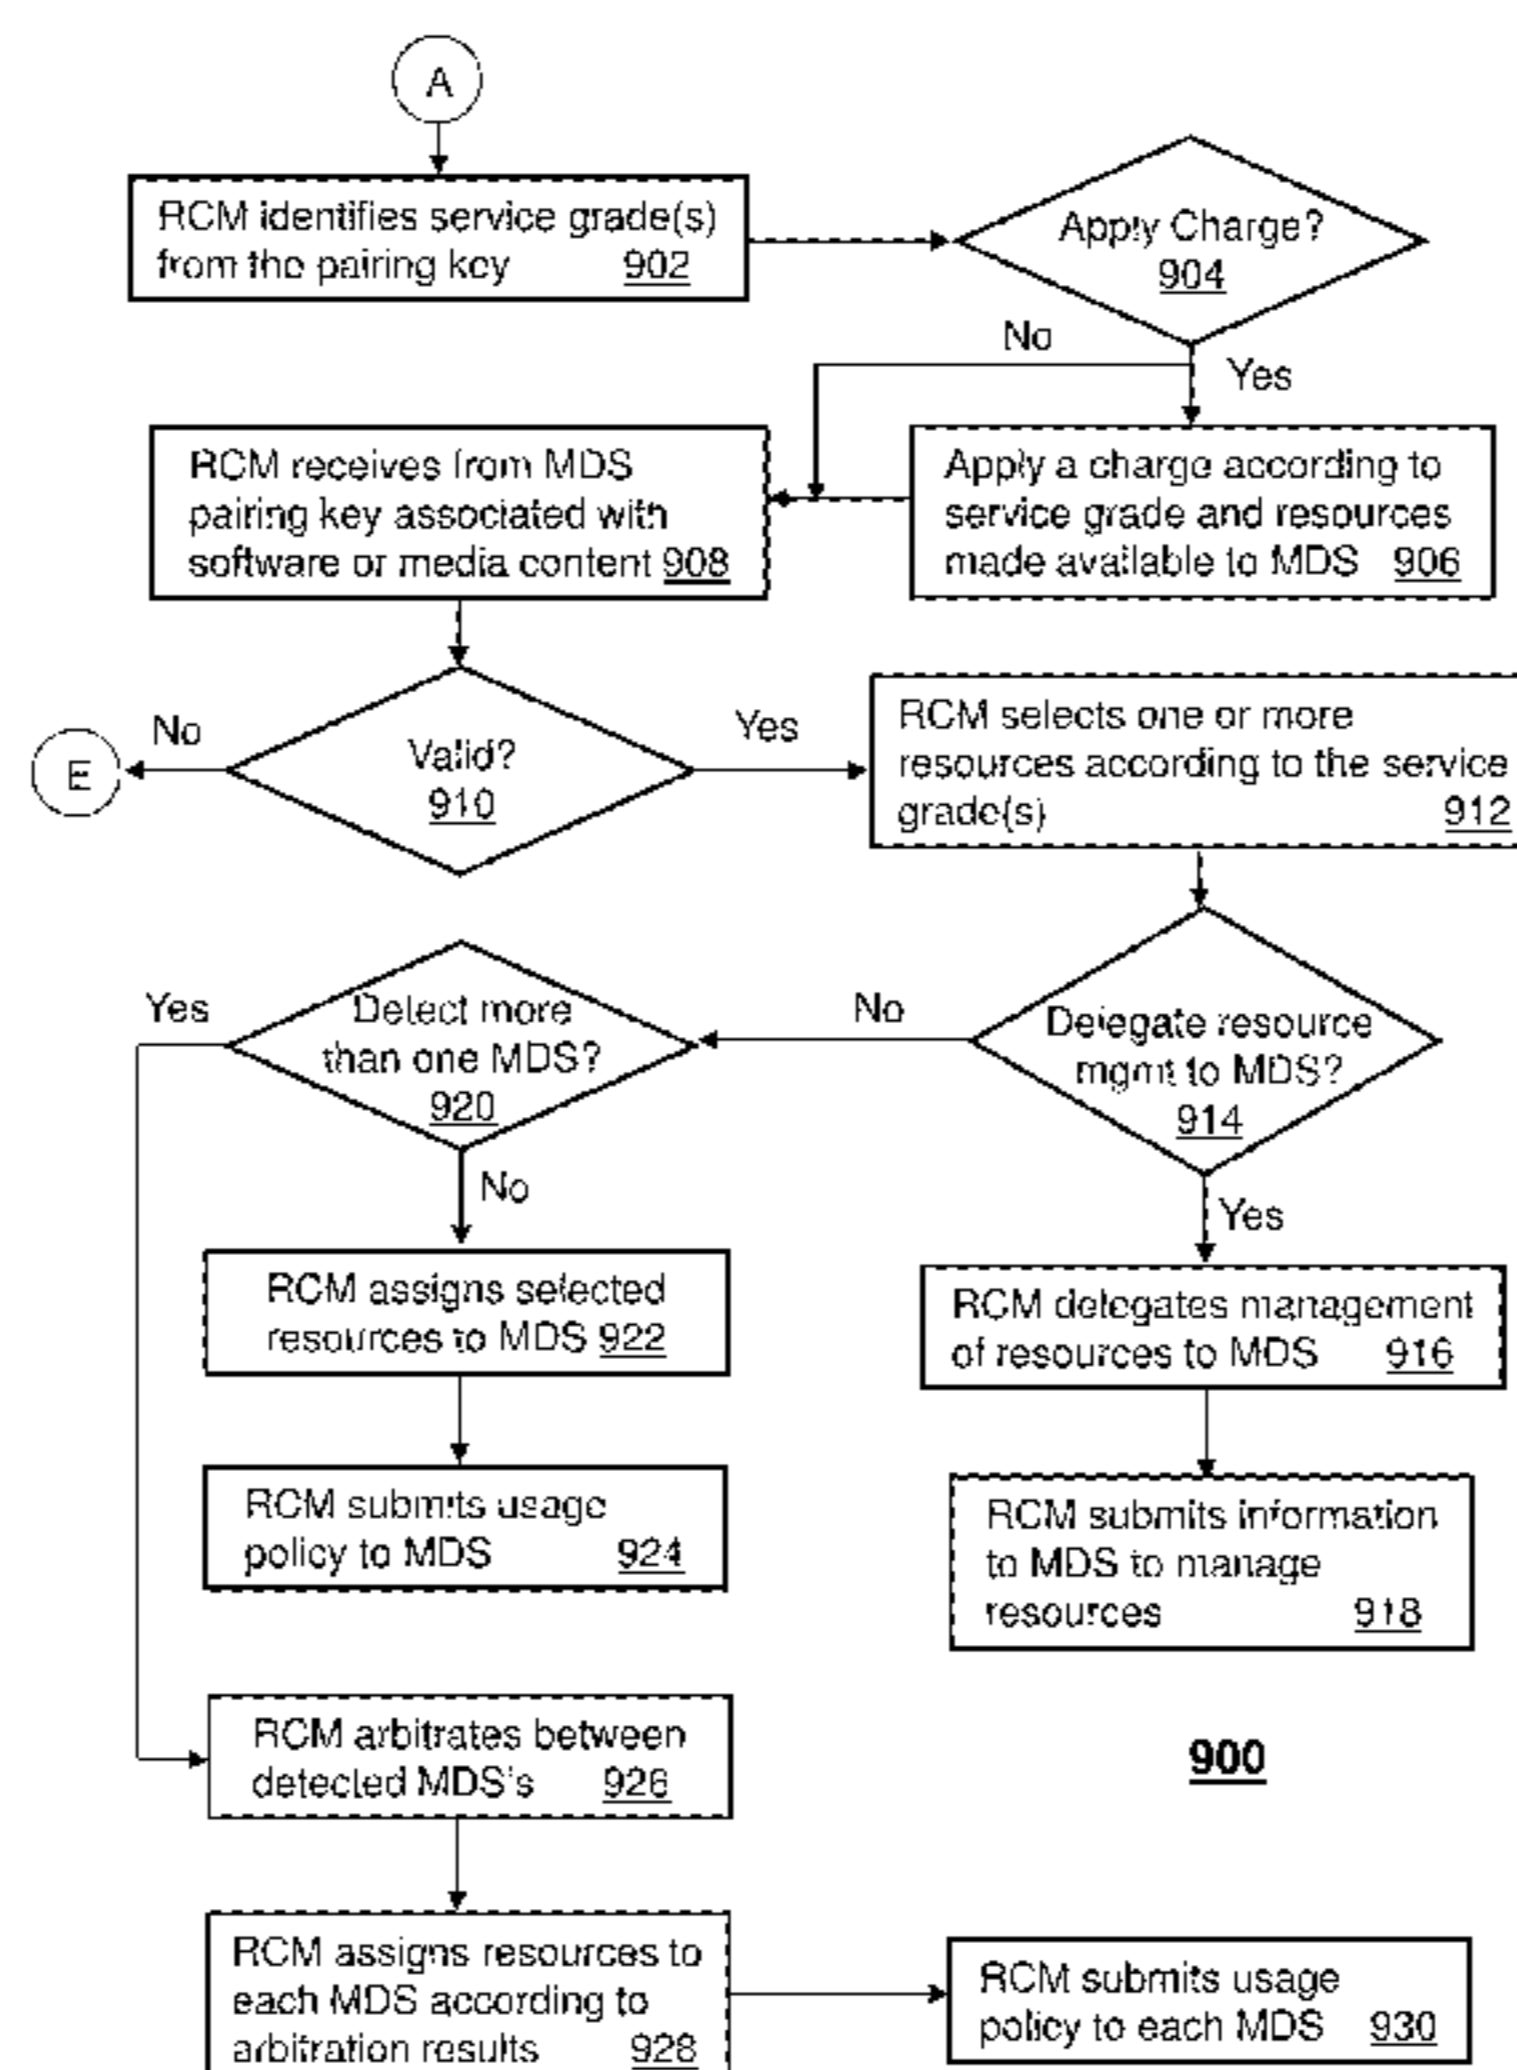 A
RCM identifies service grade(s)
from the pairing key 902
Apply Charge?
904
No
Yes
RCM receives from MDS
pairing key associated with
software or media content 908
Apply a charge according to
service grade and resources
made available to MDS 906
E
No
Valid?
910
Yes
RCM selects one or more
resources according to the service
grade(s) 912
Yes
Detect more
than one MDS?
920
No
Delegate resource
mgmt to MDS?
914
No
Yes
RCM assigns selected
resources to MDS 922
RCM delegates management
of resources to MDS 916
RCM submits usage
policy to MDS 924
RCM submits information
to MDS to manage
resources 918
RCM arbitrates between
detected MDS's 926
900
RCM assigns resources to
each MDS according to
arbitration results 928
RCM submits usage
policy to each MDS 930